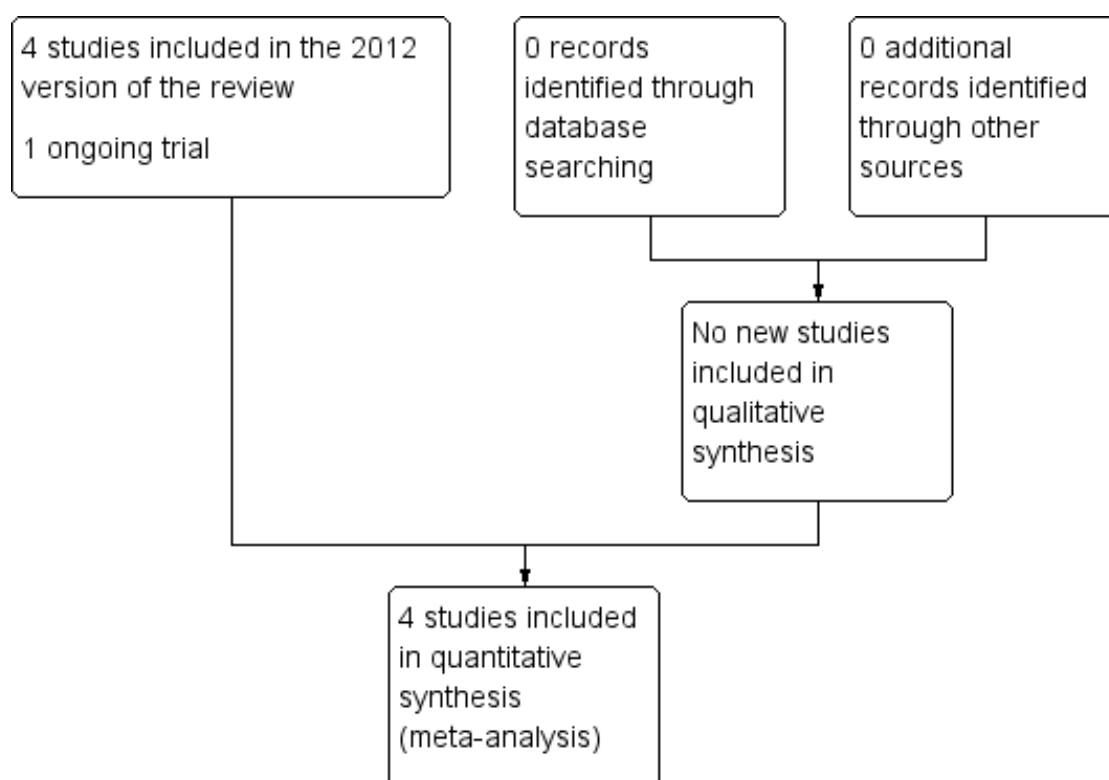 4 studies included in the 2012
version of the review
1 ongoing trial
0 records
identified through
database
searching
0 additional
records identified
through other
sources
No new studies
included in
qualitative
synthesis
4 studies included
in quantitative
synthesis
(meta-analysis)